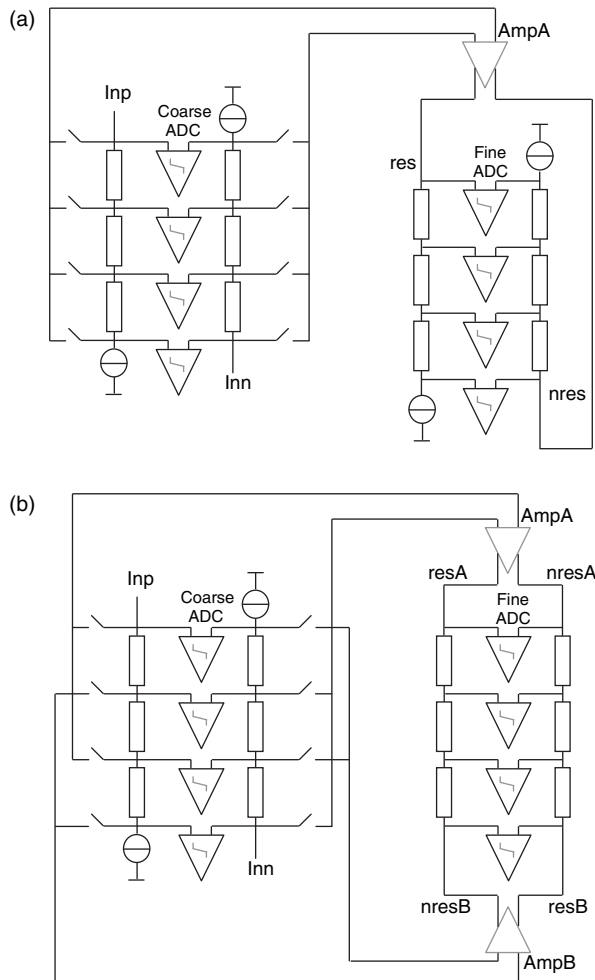 (a)
AmpA
Inp
Coarse
ADC
res
Fine
ADC
Inn
nres
(b)
AmpA
resA
nresA
Inp
Coarse
ADC
Fine
ADC
Inn
nresB
resB
AmpB